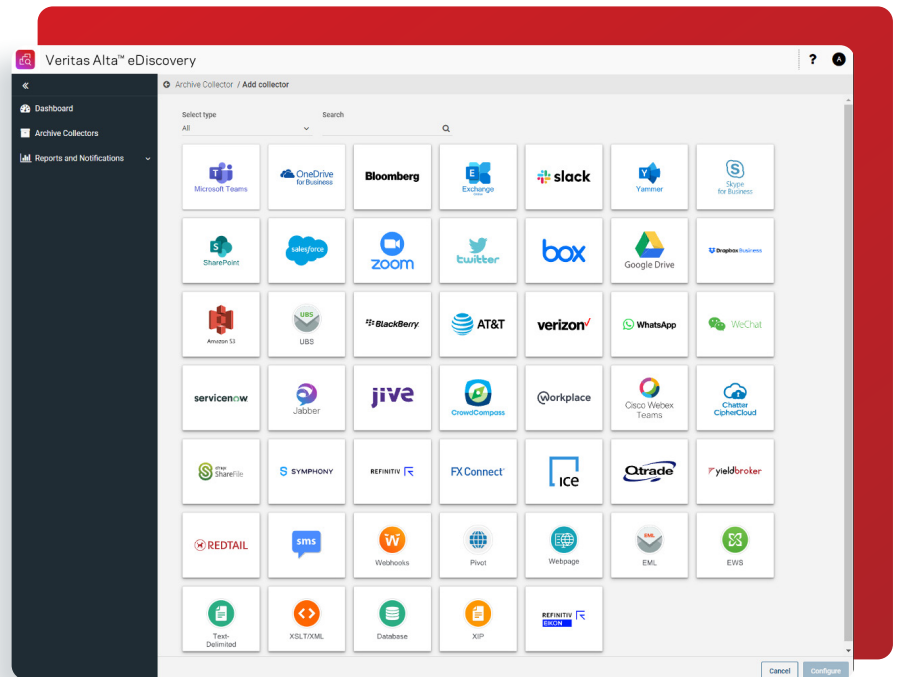 Veritas Alta™ eDiscovery
?
A
«
Archive Collector / Add collector
Dashboard
Archive Collectors
Reports and Notifications
Select type
Search
All
Microsoft Teams
OneDrive
for Business
Bloomberg
E
Exchange
slack
Y
Yammer
S
Skype
for Business
S
SharePoint
salesforce
zoom
twitter
box
Google Drive
Dropbox Business
Amazon S3
UBS
UBS
BlackBerry
AT&T
verizon✓
WhatsApp
WeChat
servicenow
Jabber
jive
CrowdCompass
Workplace
Cisco Webex
Teams
Chatter
CipherCloud
citrix
ShareFile
SYMPHONY
REFINITIV
FX Connect®
ice
Qtrade
yieldbroker
REDTAIL
sms
Webhooks
Pivot
Webpage
EML
EML
EWS
Text-
Delimited
XSLT/XML
Database
XIP
REFINITIV
EIKON
Cancel
Configure